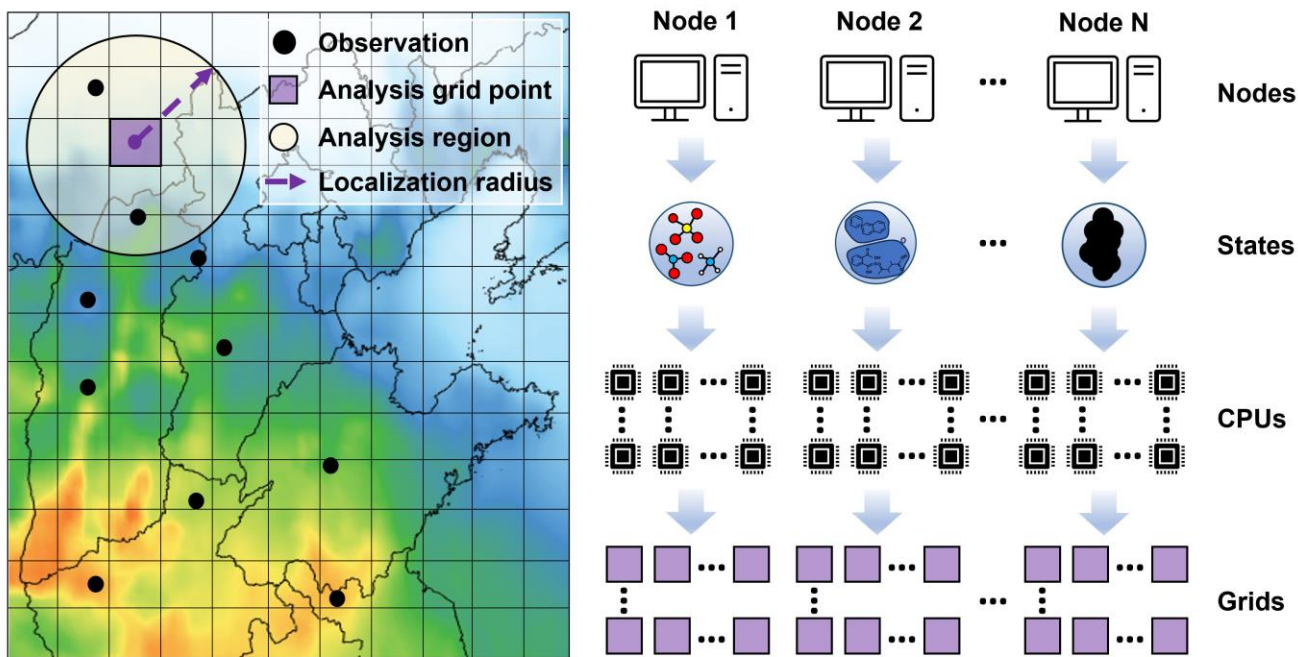 Observation
Analysis grid point
Analysis region
Localization radius
Node 1 Node 2 Node N
... Nodes
... States
... ... ... ... CPUs
... ... ...
... ... ...
... Grids
... ... ...